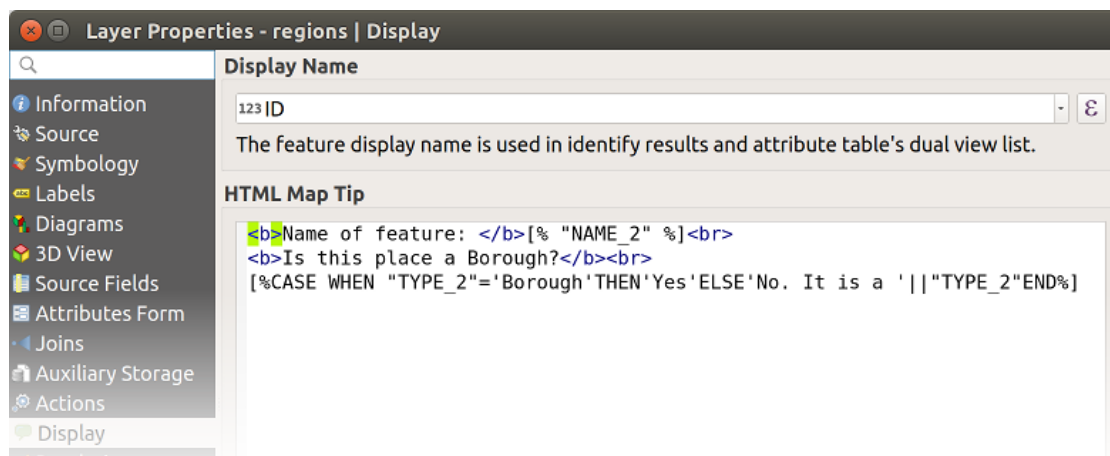 Layer Properties - regions | Display
Information
Source
Symbology
Labels
Diagrams
3D View
Source Fields
Attributes Form
Joins
Auxiliary Storage
Actions
Display
Display Name
123 ID
ε
The feature display name is used in identify results and attribute table's dual view list.
HTML Map Tip
<b>Name of feature: </b>[% "NAME_2" %]<br>
<b>Is this place a Borough?</b><br>
[%CASE WHEN "TYPE_2"='Borough'THEN'Yes'ELSE'No. It is a '||"TYPE_2"END%]